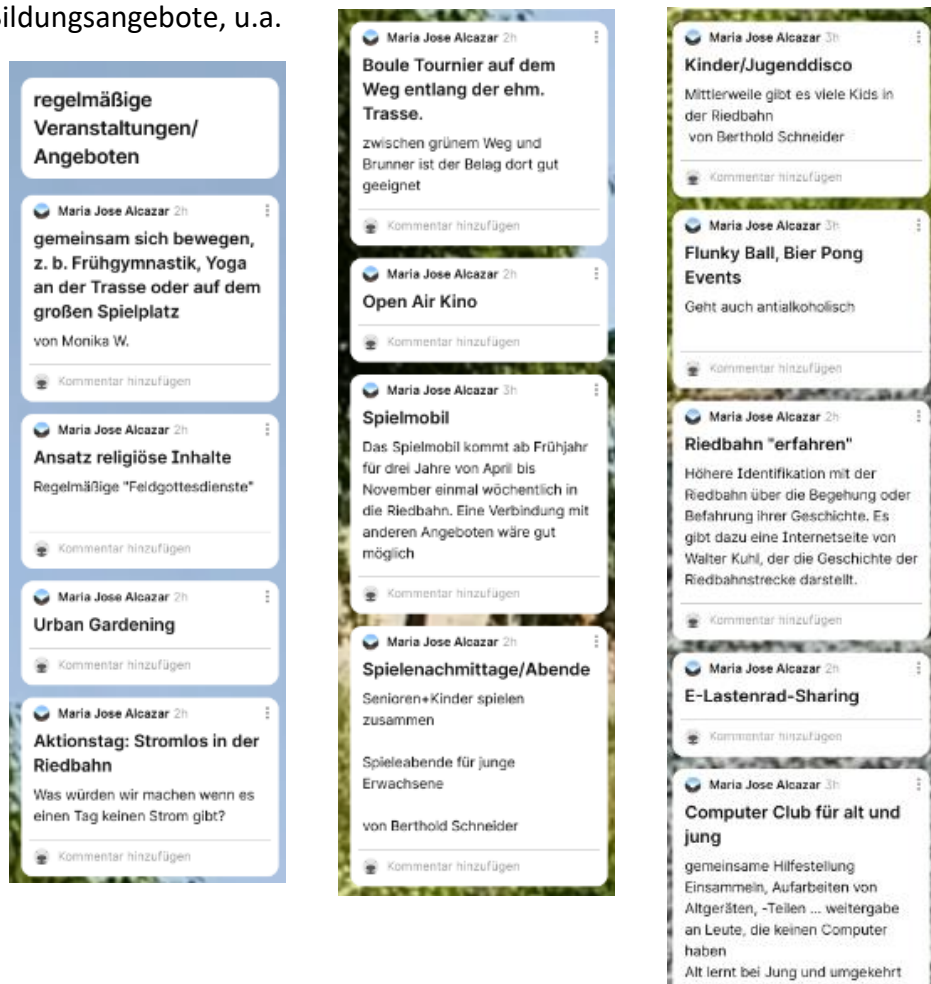 Bildungsangebote, u.a.
regelmäßige
Veranstaltungen/
Angeboten
Maria Jose Alcazar 2h
gemeinsam sich bewegen,
z. b. Frühgymnastik, Yoga
an der Trasse oder auf dem
großen Spielplatz
von Monika W.
Kommentar hinzufügen
Maria Jose Alcazar 2h
Ansatz religiöse Inhalte
Regelmäßige "Feldgottesdienste"
Kommentar hinzufügen
Maria Jose Alcazar 2h
Urban Gardening
Kommentar hinzufügen
Maria Jose Alcazar 2h
Aktionstag: Stromlos in der
Riedbahn
Was würden wir machen wenn es
einen Tag keinen Strom gibt?
Kommentar hinzufügen
Maria Jose Alcazar 2h
Boule Tournier auf dem
Weg entlang der ehm.
Trasse.
zwischen grünem Weg und
Brunner ist der Belag dort gut
geeignet
Kommentar hinzufügen
Maria Jose Alcazar 2h
Open Air Kino
Kommentar hinzufügen
Maria Jose Alcazar 3h
Spielmobil
Das Spielmobil kommt ab Frühjahr
für drei Jahre von April bis
November einmal wöchentlich in
die Riedbahn. Eine Verbindung mit
anderen Angeboten wäre gut
möglich
Kommentar hinzufügen
Maria Jose Alcazar 2h
Spielenachmittage/Abende
Senioren+Kinder spielen
zusammen
Spieleabende für junge
Erwachsene
von Berthold Schneider
Kommentar hinzufügen
Maria Jose Alcazar 3h
Kinder/Jugenddisco
Mittlerweile gibt es viele Kids in
der Riedbahn
von Berthold Schneider
Kommentar hinzufügen
Maria Jose Alcazar 3h
Flunky Ball, Bier Pong
Events
Geht auch antialkoholisch
Kommentar hinzufügen
Maria Jose Alcazar 2h
Riedbahn "erfahren"
Höhere Identifikation mit der
Riedbahn über die Begehung oder
Befahrung ihrer Geschichte. Es
gibt dazu eine Internetseite von
Walter Kuhl, der die Geschichte der
Riedbahnstrecke darstellt.
Kommentar hinzufügen
Maria Jose Alcazar 2h
E-Lastenrad-Sharing
Kommentar hinzufügen
Maria Jose Alcazar 3h
Computer Club für alt und
jung
gemeinsame Hilfestellung
Einsammeln, Aufarbeiten von
Altgeräten, -Teilen ... weitergabe
an Leute, die keinen Computer
haben
Alt lernt bei Jung und umgekehrt